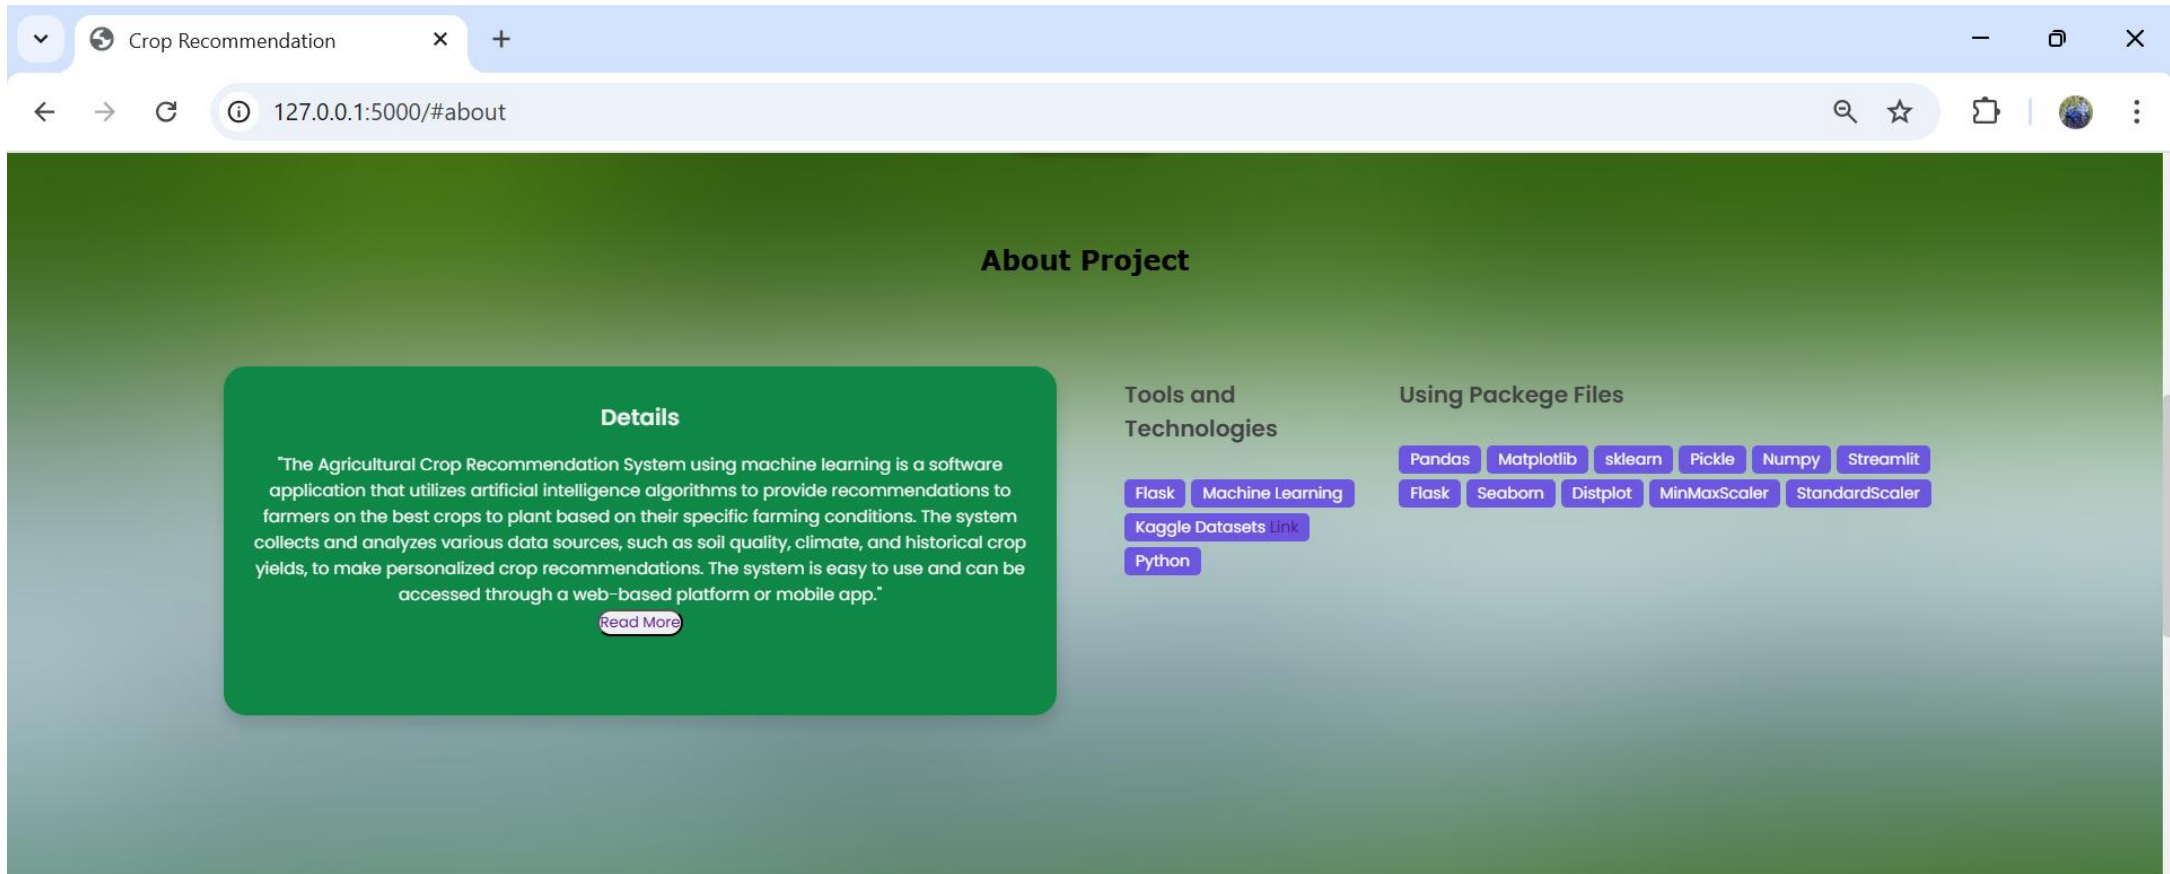 Crop Recommendation
127.0.0.1:5000/#about
About Project
Details
"The Agricultural Crop Recommendation System using machine learning is a software
application that utilizes artificial intelligence algorithms to provide recommendations to
farmers on the best crops to plant based on their specific farming conditions. The system
collects and analyzes various data sources, such as soil quality, climate, and historical crop
yields, to make personalized crop recommendations. The system is easy to use and can be
accessed through a web-based platform or mobile app."
Read More
Tools and
Technologies
Flask Machine Learning
Kaggle Datasets Link
Python
Using Packege Files
Pandas Matplotlib sklearn Pickle Numpy Streamlit
Flask Seaborn Distplot MinMaxScaler StandardScaler